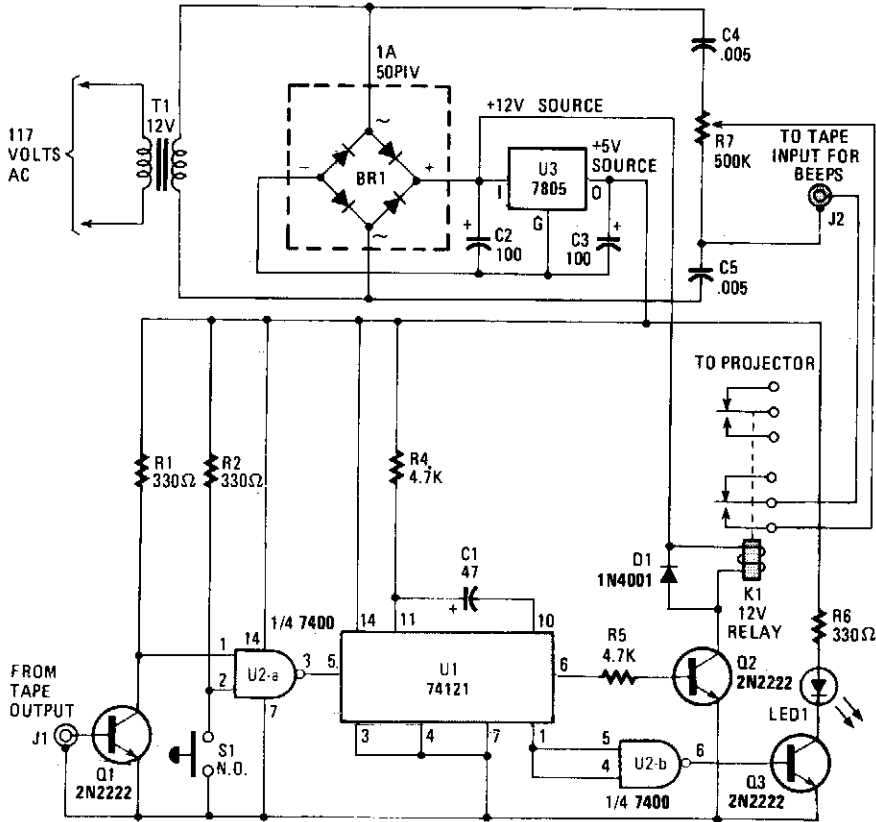 C4
.005
1A
50PIV
T1
12V
117
VOLTS
AC
+12V SOURCE
+5V
SOURCE
R7
500K
TO TAPE
INPUT FOR
BEEPS
J2
~
−
BR1
+
~
U3
7805
I
O
G
+
C2
100
C3
100
+
C5
.005
TO PROJECTOR
R1
330Ω
R2
330Ω
R4
4.7K
C1
47
+
D1
1N4001
K1
12V
RELAY
R6
330Ω
1/4 7400
14
1
2
3
U2-a
7
5
14
11
10
U1
74121
6
3
4
7
1
R5
4.7K
Q2
2N2222
LED1
FROM
TAPE
OUTPUT
J1
Q1
2N2222
S1
N.O.
5
4
U2-b
6
1/4 7400
Q3
2N2222